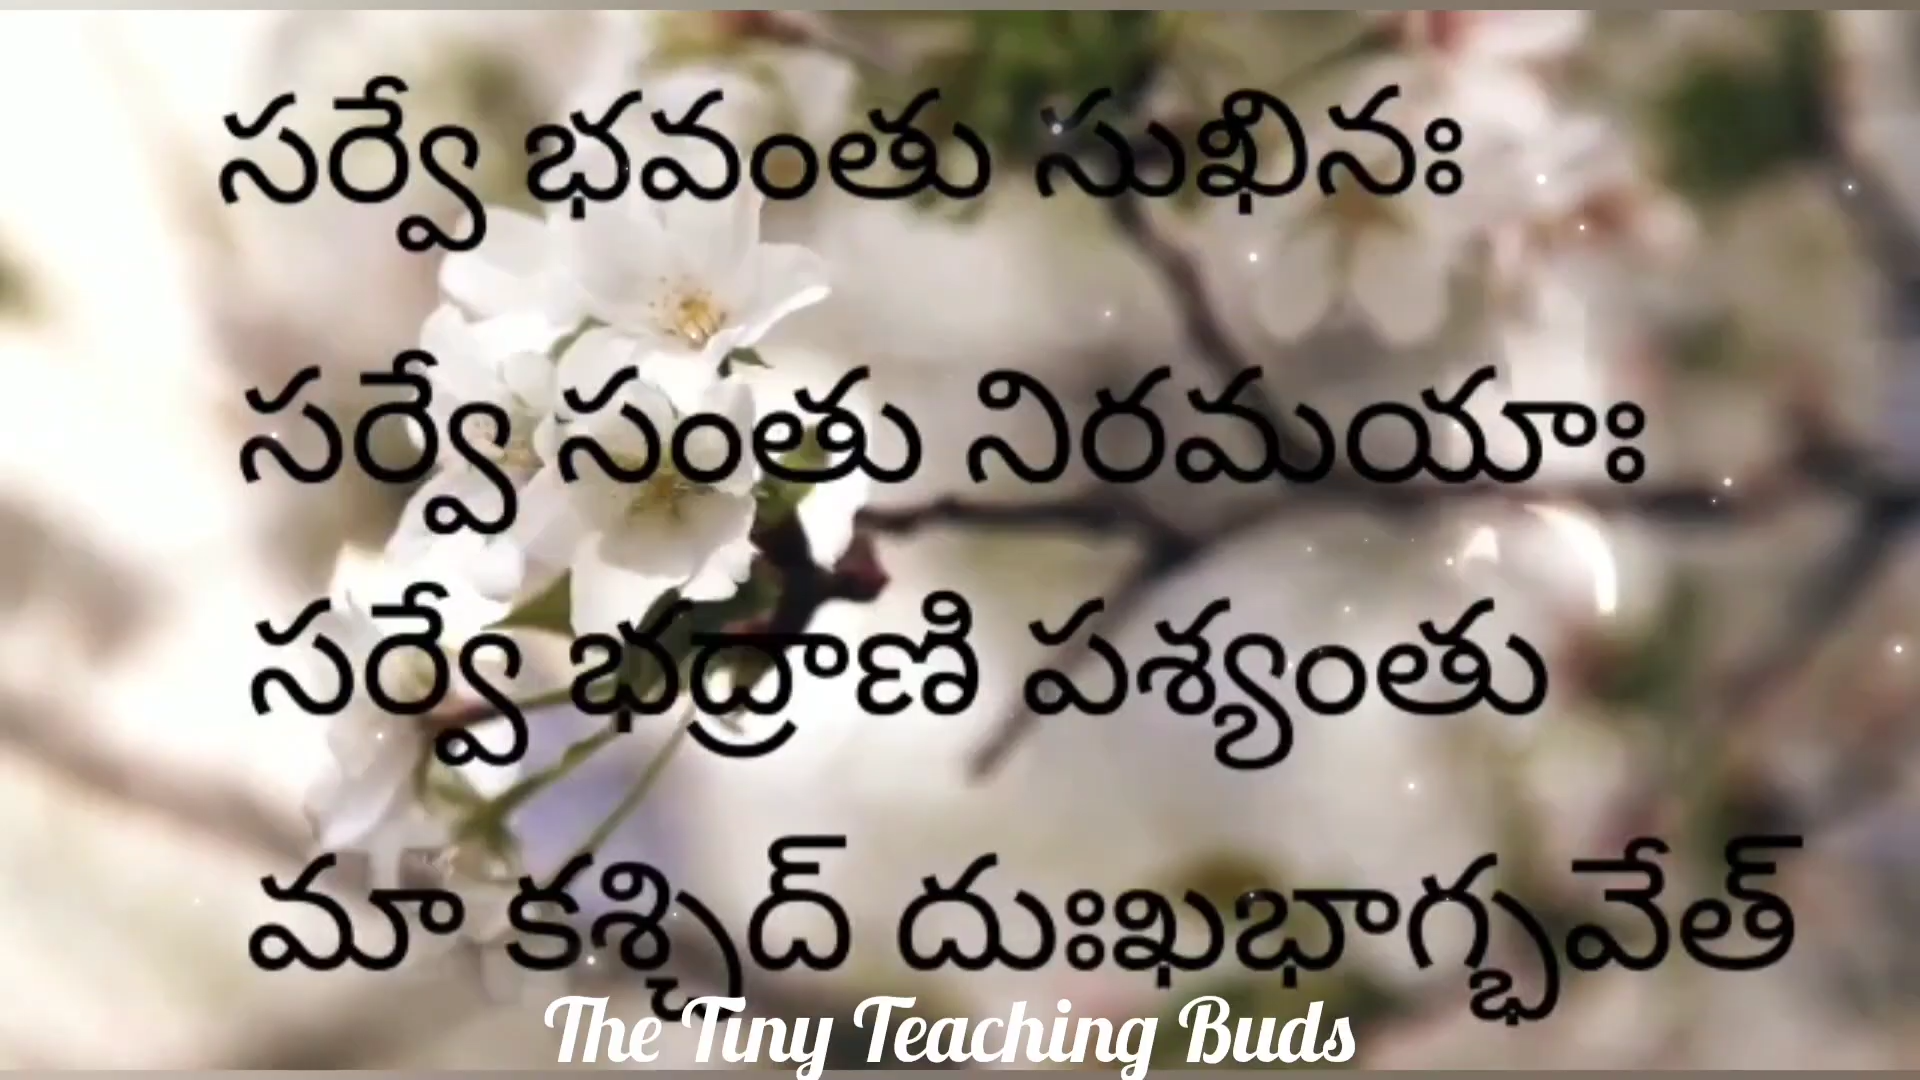 సర్వే భవంతు సుఖినః
సర్వే సంతు నిరమయాః
సర్వే భద్రాణి పశ్యంతు
మా కశ్చిద్ దుఃఖభాగ్భవేత్
The Tiny Teaching Buds